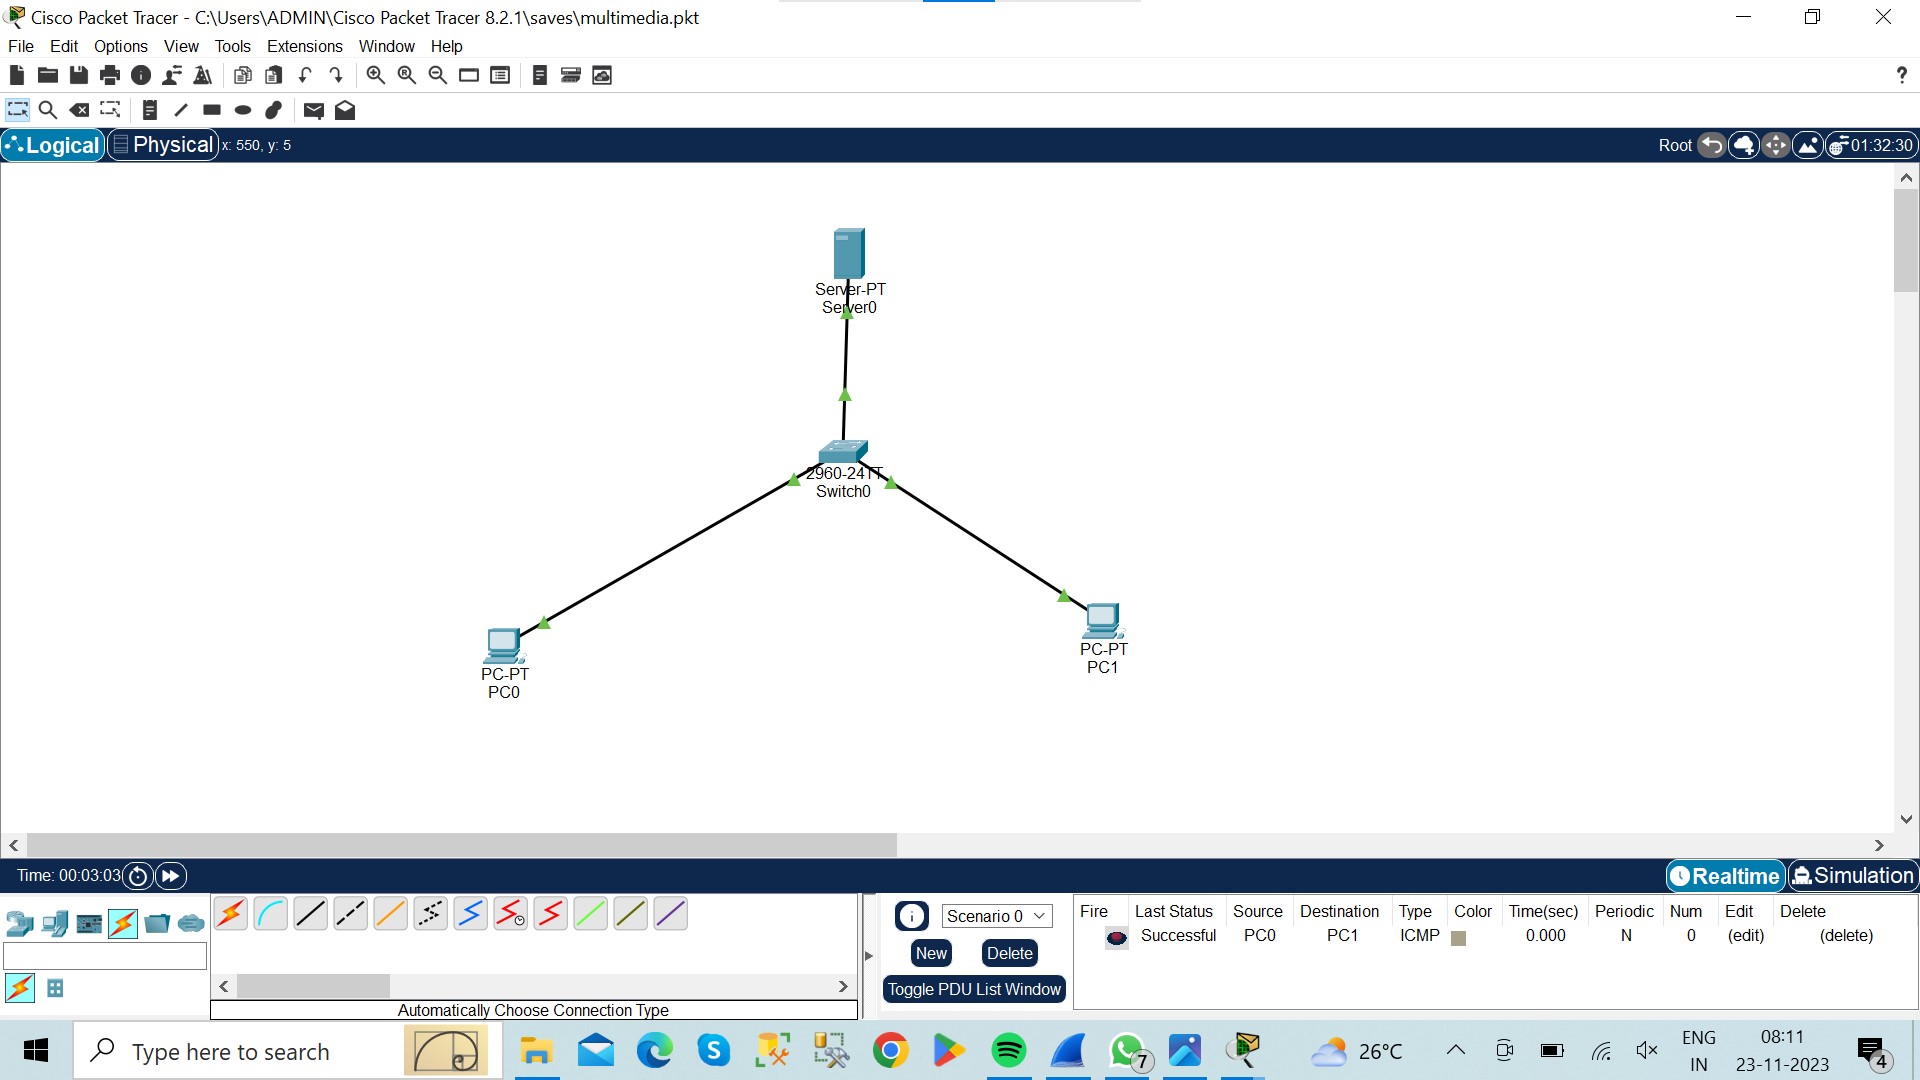 Cisco Packet Tracer - C:\Users\ADMIN\Cisco Packet Tracer 8.2.1\saves\multimedia.pkt
File Edit Options View Tools Extensions Window Help
?
Logical Physical x: 550, y: 5 Root 01:32:30
Server-PT
Server0
2960-24TT
Switch0
PC-PT
PC1
PC-PT
PC0
Time: 00:03:03 Realtime Simulation
Scenario 0
New Delete
Toggle PDU List Window
Fire Last Status Source Destination Type Color Time(sec) Periodic Num Edit Delete
Successful PC0 PC1 ICMP 0.000 N 0 (edit) (delete)
Automatically Choose Connection Type
Type here to search
7
26°C
ENG
IN
08:11
23-11-2023
4